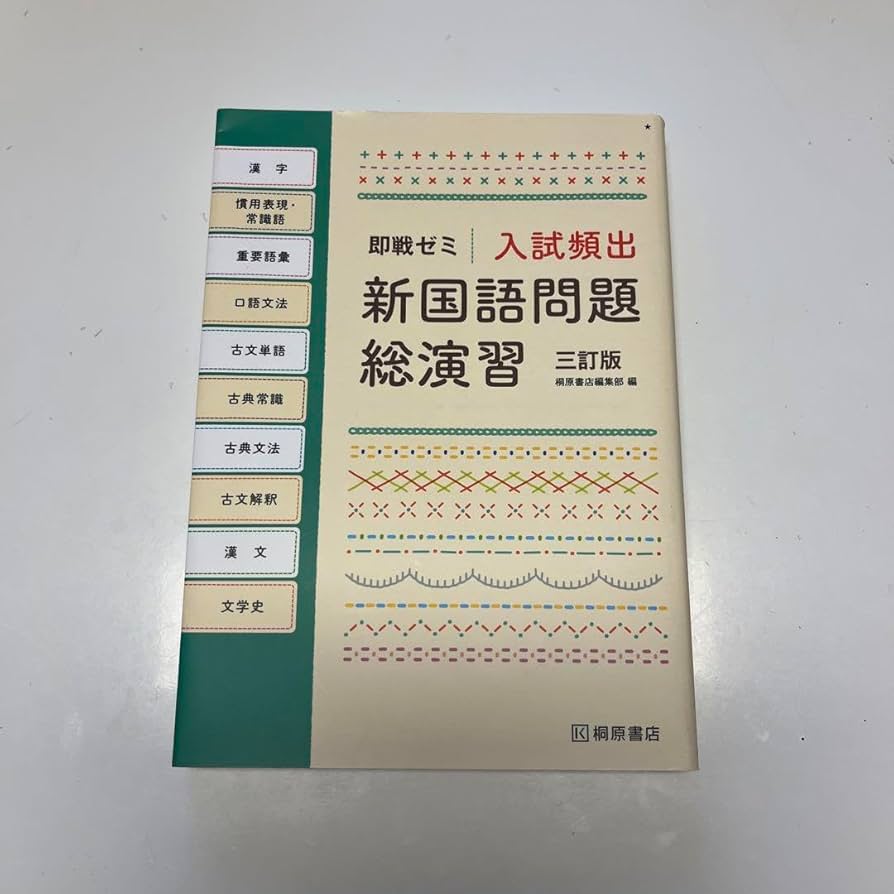 漢字
慣用表現・
常識語
重要語彙
口語文法
古文単語
古典常識
古典文法
古文解釈
漢文
文学史
★
即戦ゼミ
入試頻出
新国語問題
総演習 三訂版
桐原書店編集部 編
K 桐原書店